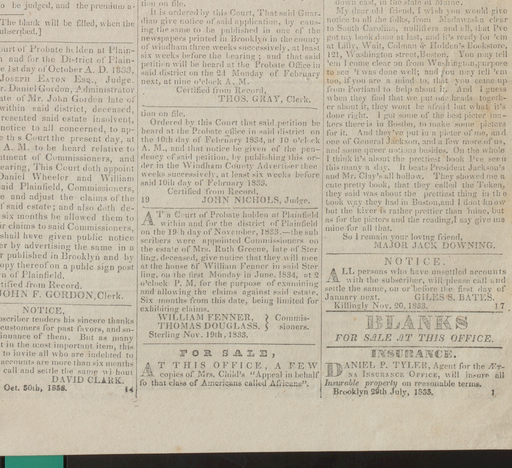 to be judged, and the premium a-
The blank will be filled, when the
subscribed.]
ourt of Probate holden at Plain-
n and for the District of Plain-
e 1st day of October A. D. 1833.
JOSEPH EATON Esq., Judge.
r. Daniel Gordon, Administrator
ate of Mr. John Gordon late of
within said district, deceased,
resented said estate insolvent,
notice to all concerned, to ap-
e this Court the present day, at
A. M. to be heard relative to
tment of Commissioners, and
earing, This Court doth appoint
Daniel Wheeler and William
said Plainfield, Commissioners,
e and adjust the claims of the
f said estate; and also doth de-
six months be allowed them to
ir claims to said Commissioners,
shall have given public notice
er by advertising the same in a
r published in Brooklyn and by
opy thereof on a public sign post
n of Plainfield.
tified from Record.
JOHN F. GORDON, Clerk.
NOTICE,
subscriber tenders his sincere thanks
customers for past favors, and so-
inuance of them. But as many
t in the most important item, this
to invite all who are indebted to
accounts are more than six months
call and settle the same without
DAVID CLARK.
Oct. 30th, 1833. 14
tion on file.
It is ordered by this Court, That said Guar-
dian give notice of said application, by caus-
ing the same to be published in one of the
newspapers printed in Brooklyn in the county
of windham three weeks successively, at least
six weeks before the hearing; and that said
petition will be heard at the Probate Office in
said district on the 2d Monday of February
next, at nine o'clock A. M.
Certified from Record,
THOS. GRAY, Clerk.
tion on file.
Ordered by this Court that said petition be
heard at the Probate office in said district on
the 10th day of February 1834, at 10 o'clock
A. M., and that notice be given of the pen-
dency of said petition, by publishing this or-
der in the Windham County Advertiser three
weeks successively, at least six weeks before
said 10th day of February 1833.
Certified from Record,
19 JOHN NICHOLS, Judge.
AT a Court of Probate holden at Plainfield
within and for the district of Plainfield
on the 19th day of november, 1833—the sub
scribers were appointed Commissioners on
the estate of Mrs. Ruth Greene, late of Ster
ling, deceased, give notice that they will meet
at the house of William Fenner in said Ster
ling, on the first Monday in June, 1834, at 2
o'clock P. M. for the purpose of examining
and allowing the claims against said estate.
Six months from this date, being limited for
exhibiting claims.
WILLIAM FENNER, } Commis-
THOMAS DOUGLASS. } sioners.
Sterling Nov. 19th, 1833.
FOR SALE,
AT THIS OFFICE, A FEW
copies of Mrs. Child's "Appeal in behalf
fo that class of Americans called Africans".
down east, in the state of Maine.
My dear old friend, I wish you would give
notice to all the folks, from Madawaska clear
to South Carolina, nullifiers and all, that I've
got my book done at last, and it's ready for 'em
at Lilly, Wait, Colman & Holden's Bookstore,
121, Washington street, Boston. You may tell
'em I come clear on from Washington, purpose
to see 't was done well; and you may tell 'em
too, if you are a mind to, that you came up
from Portland to help about it. And I guess
when they find that we put our heads togeth-
er about it, they wont be afraid but what it's
done right. I got some of the best picter ma-
kers there is in Boston, to make some picters
for it. And they've put in a picter of me, and
one of General Jackson, and a few more of us,
and some queer notions besides. On the whole
I think it's about the prettiest book I've seen
this many a day. It beats President Jackson's
and Mr. Clay's all hollow. They showed me a
cute pretty book, that they called the Token,
they said was about the prettiest thing in the
book way they had in Boston, and I dont know
but the kiver is rather prettier than mine, but
as for the picters and the reading, I say give me
mine for all that.
So I remain your loving friend,
MAJOR JACK DOWNING.
NOTICE.
ALL persons who have unsettled accounts
with the subscriber, will please call and
settle the same, on or before the first day of
January next. GILES S. BATES.
Killingly Nov. 20, 1833. 17
BLANKS
FOR SALE AT THIS OFFICE.
INSURANCE.
DANIEL P. TYLER, Agent for the ÆT-
NA INSURANCE OFFICE, will insure all
Insurable property on reasonable terms.
Brooklyn 29th July, 1833. 1